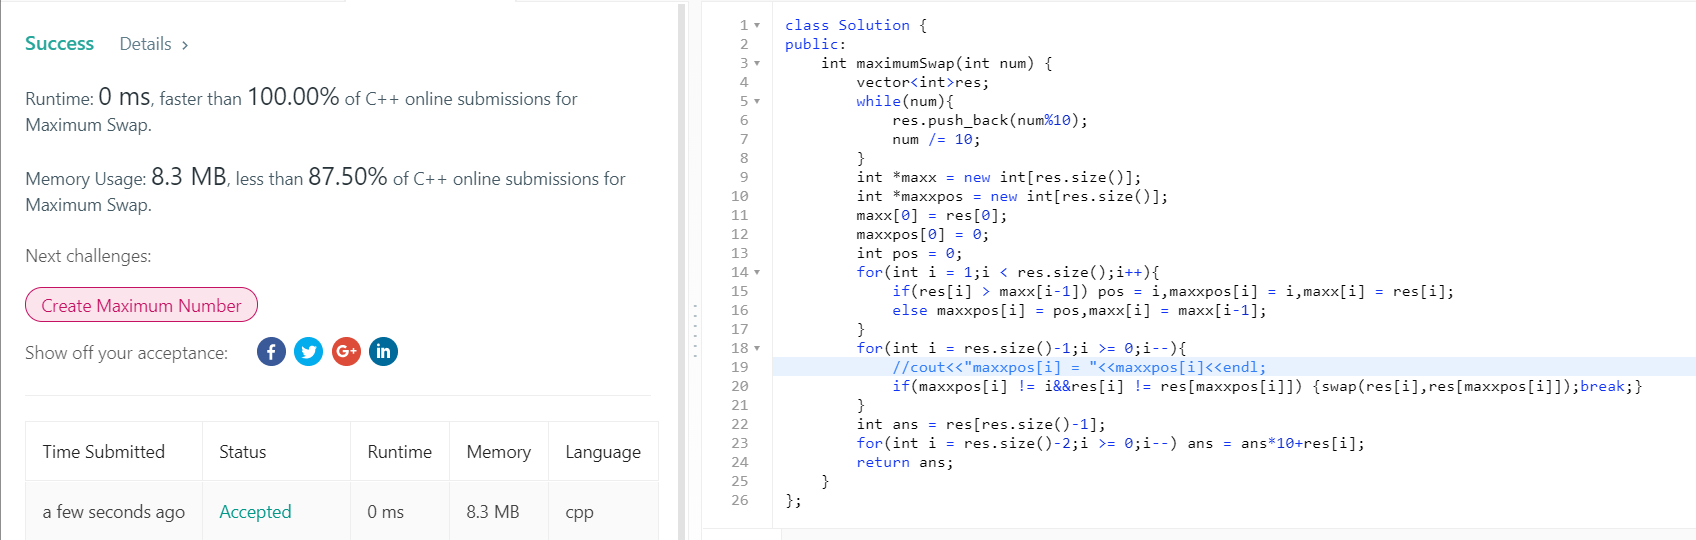 Success Details >
Runtime: 0 ms, faster than 100.00% of C++ online submissions for
Maximum Swap.
Memory Usage: 8.3 MB, less than 87.50% of C++ online submissions for
Maximum Swap.
Next challenges:
Create Maximum Number
Show off your acceptance: f G+ in
Time Submitted Status Runtime Memory Language
a few seconds ago Accepted 0 ms 8.3 MB cpp
1 class Solution {
2 public:
3     int maximumSwap(int num) {
4         vector<int>res;
5         while(num){
6             res.push_back(num%10);
7             num /= 10;
8         }
9         int *maxx = new int[res.size()];
10         int *maxxpos = new int[res.size()];
11         maxx[0] = res[0];
12         maxxpos[0] = 0;
13         int pos = 0;
14         for(int i = 1;i < res.size();i++){
15             if(res[i] > maxx[i-1]) pos = i,maxxpos[i] = i,maxx[i] = res[i];
16             else maxxpos[i] = pos,maxx[i] = maxx[i-1];
17         }
18         for(int i = res.size()-1;i >= 0;i--){
19             //cout<<"maxxpos[i] = "<<maxxpos[i]<<endl;
20             if(maxxpos[i] != i&&res[i] != res[maxxpos[i]]) {swap(res[i],res[maxxpos[i]]);break;}
21         }
22         int ans = res[res.size()-1];
23         for(int i = res.size()-2;i >= 0;i--) ans = ans*10+res[i];
24         return ans;
25     }
26 };